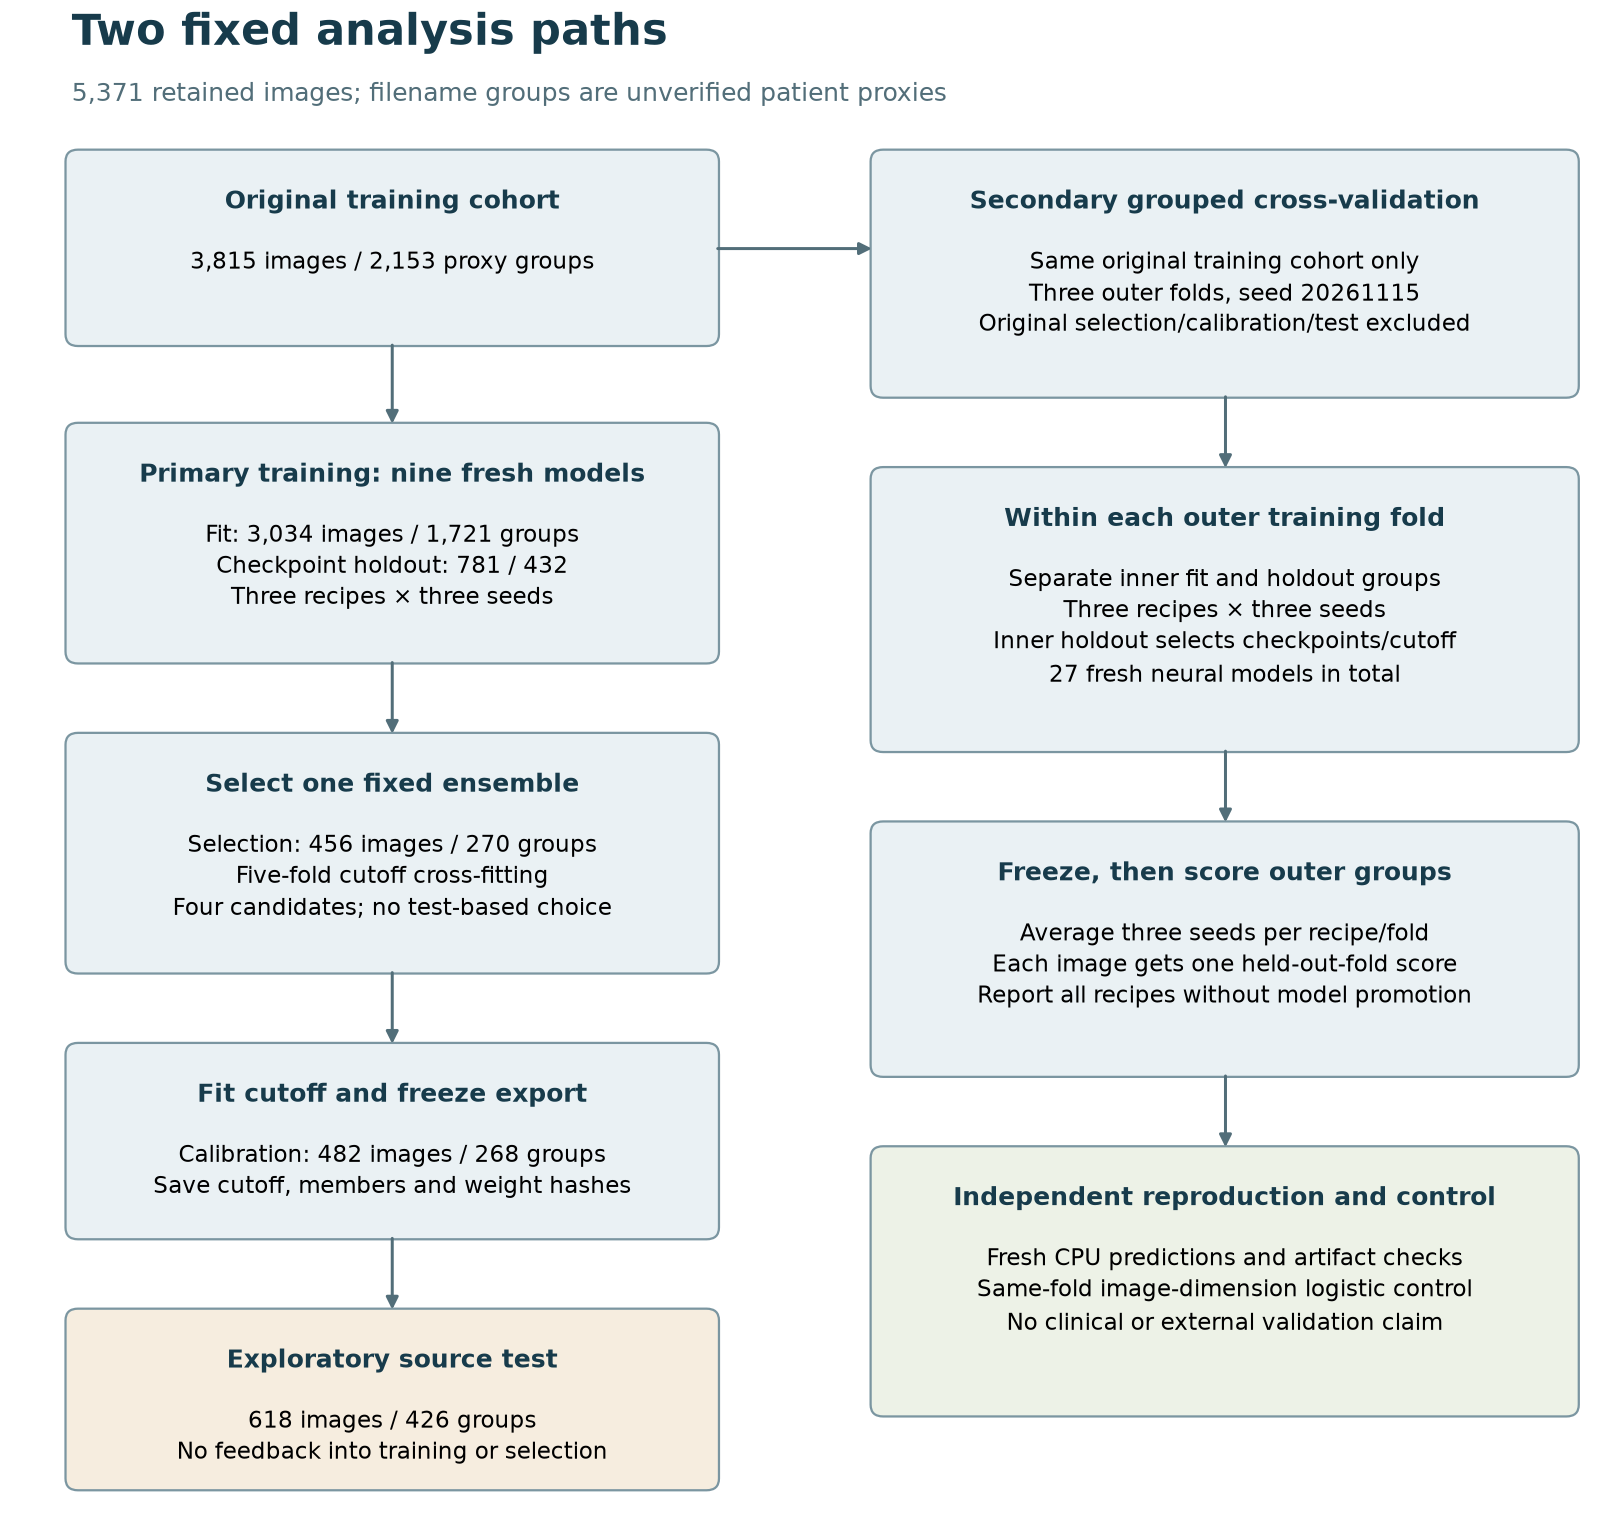 Two fixed analysis paths
5,371 retained images; filename groups are unverified patient proxies
Original training cohort
3,815 images / 2,153 proxy groups
Primary training: nine fresh models
Fit: 3,034 images / 1,721 groups
Checkpoint holdout: 781 / 432
Three recipes × three seeds
Select one fixed ensemble
Selection: 456 images / 270 groups
Five-fold cutoff cross-fitting
Four candidates; no test-based choice
Fit cutoff and freeze export
Calibration: 482 images / 268 groups
Save cutoff, members and weight hashes
Exploratory source test
618 images / 426 groups
No feedback into training or selection
Secondary grouped cross-validation
Same original training cohort only
Three outer folds, seed 20261115
Original selection/calibration/test excluded
Within each outer training fold
Separate inner fit and holdout groups
Three recipes × three seeds
Inner holdout selects checkpoints/cutoff
27 fresh neural models in total
Freeze, then score outer groups
Average three seeds per recipe/fold
Each image gets one held-out-fold score
Report all recipes without model promotion
Independent reproduction and control
Fresh CPU predictions and artifact checks
Same-fold image-dimension logistic control
No clinical or external validation claim